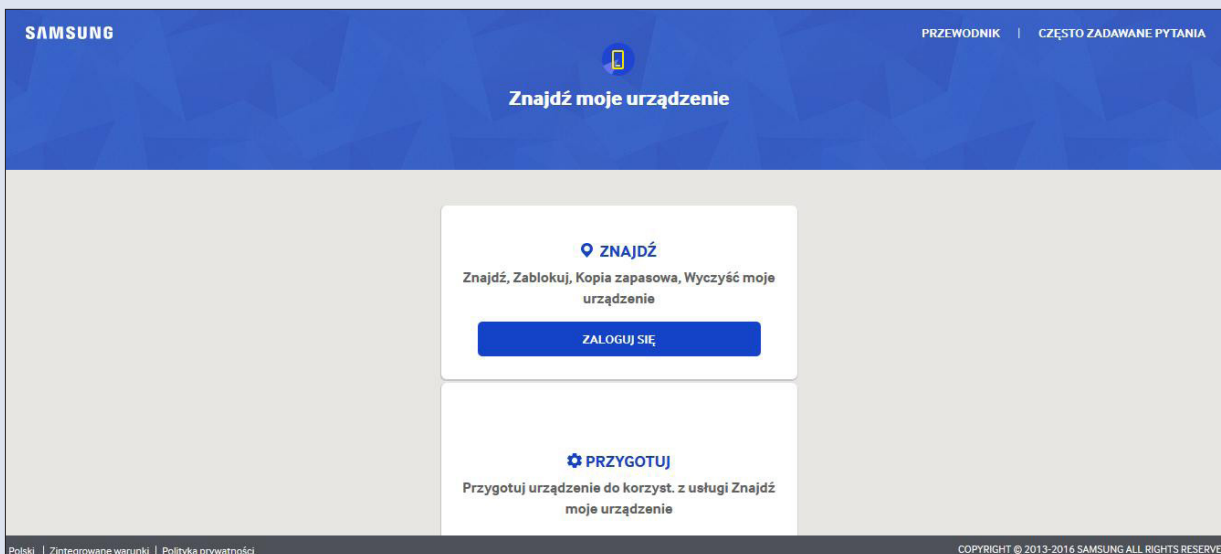 SAMSUNG
PRZEWODNIK | CZĘSTO ZADAWANE PYTANIA
Znajdź moje urządzenie
ZNAJDŹ
Znajdź, Zablokuj, Kopia zapasowa, Wyczyść moje
urządzenie
ZALOGUJ SIĘ
PRZYGOTUJ
Przygotuj urządzenie do korzyst. z usługi Znajdź
moje urządzenie
Polski | Zintegrowane warunki | Polityka prywatności
COPYRIGHT © 2013-2016 SAMSUNG ALL RIGHTS RESERVE